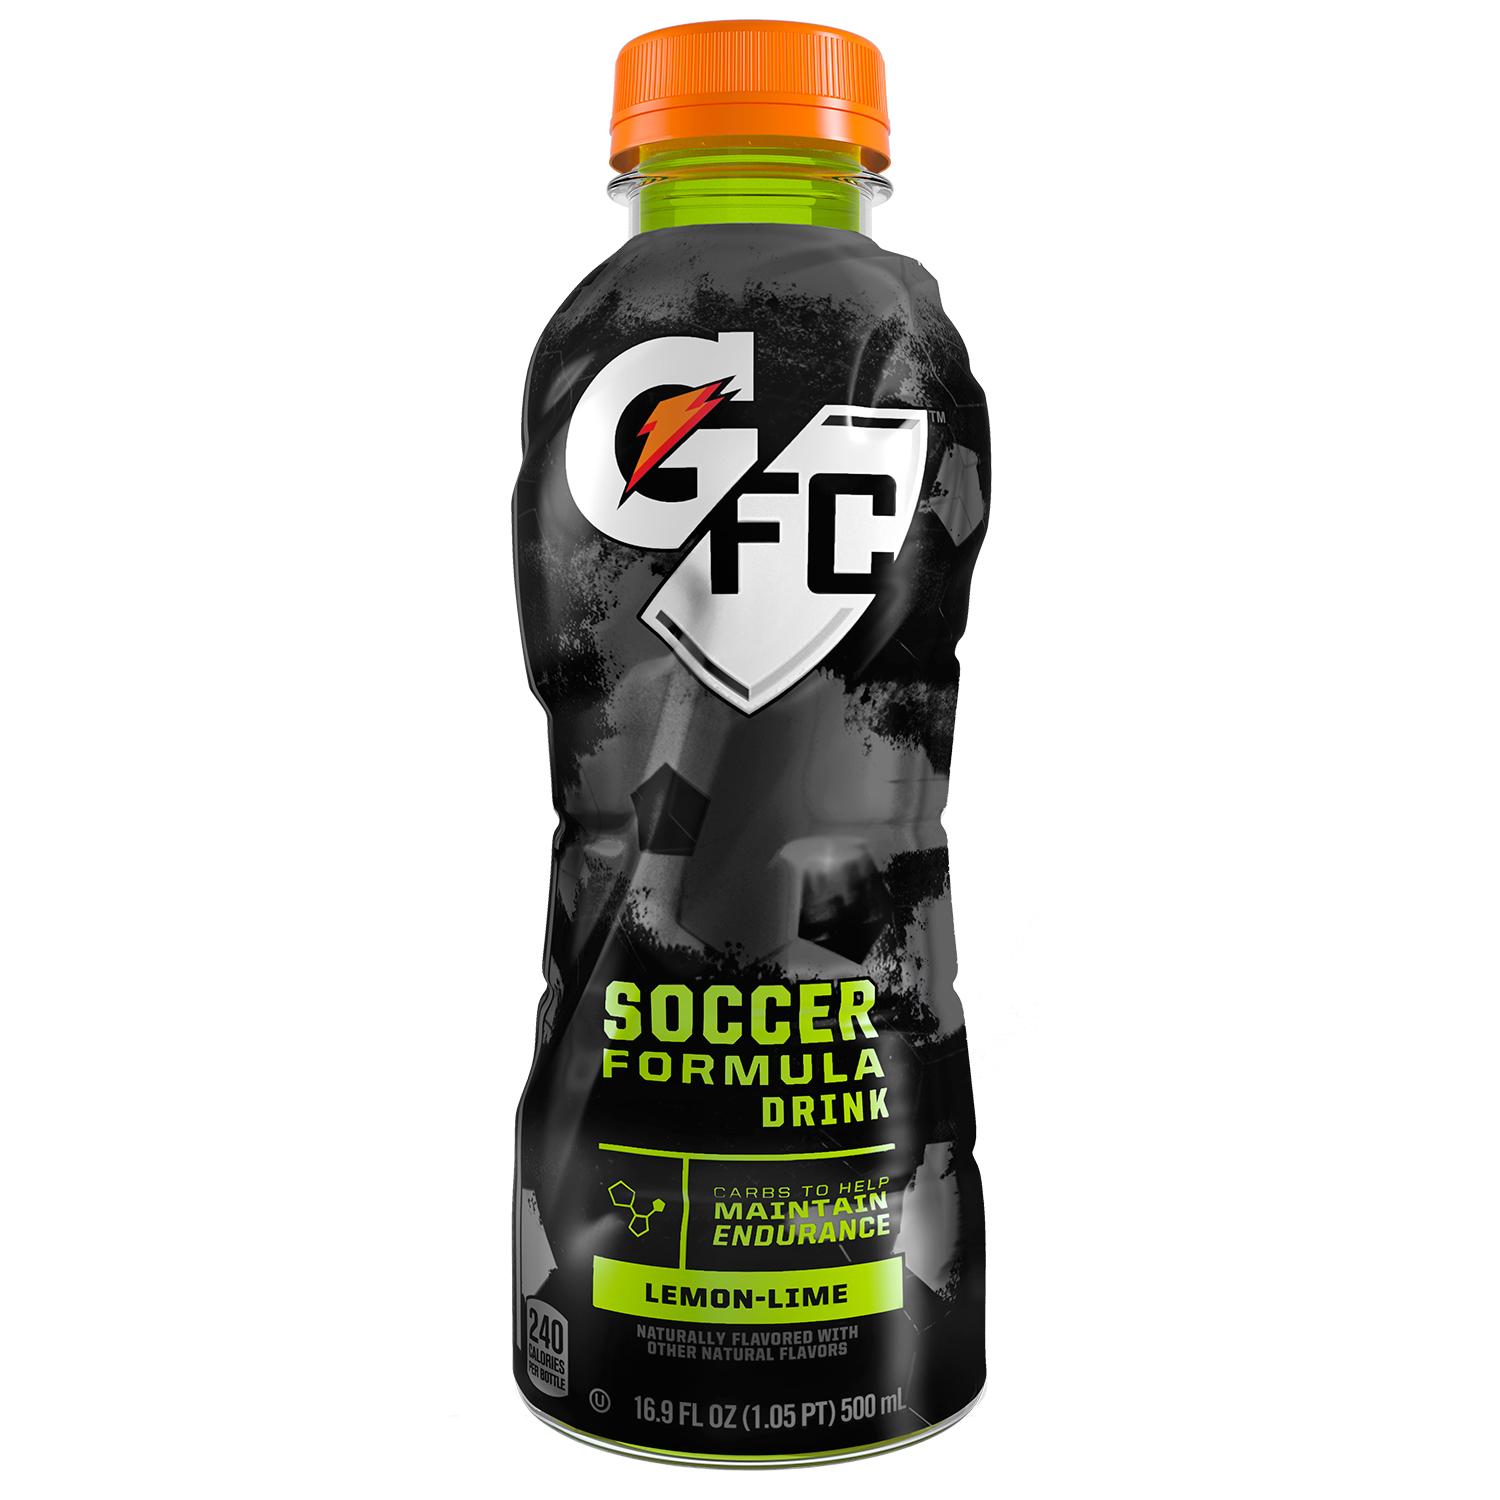 G
FC
TM
SOCCER
FORMULA
DRINK
CARBS TO HELP
MAINTAIN
ENDURANCE
LEMON-LIME
NATURALLY FLAVORED WITH
OTHER NATURAL FLAVORS
240
CALORIES
PER BOTTLE
U
16.9 FL OZ (1.05 PT) 500 mL